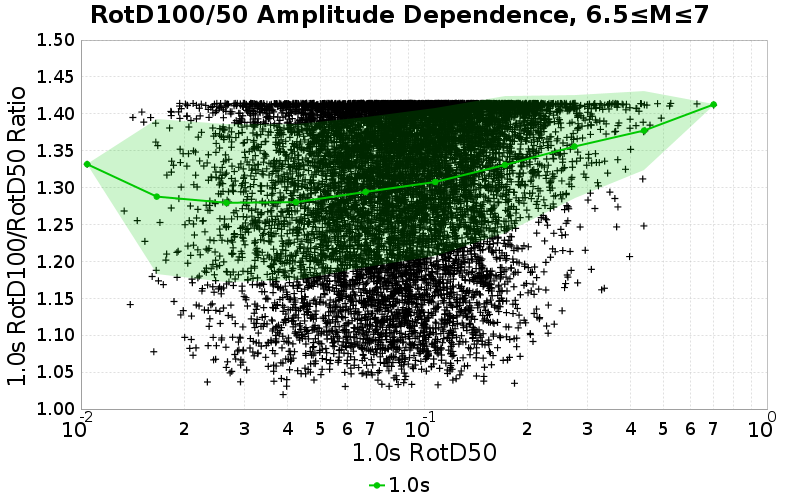 RotD100/50 Amplitude Dependence, 6.5≤M≤7
1.0s RotD100/RotD50 Ratio
1.50
1.45
1.40
1.35
1.30
1.25
1.20
1.15
1.10
1.05
1.00
10-2 2 3 4 5 6 7 10-1 2 3 4 5 6 7 100
1.0s RotD50
1.0s